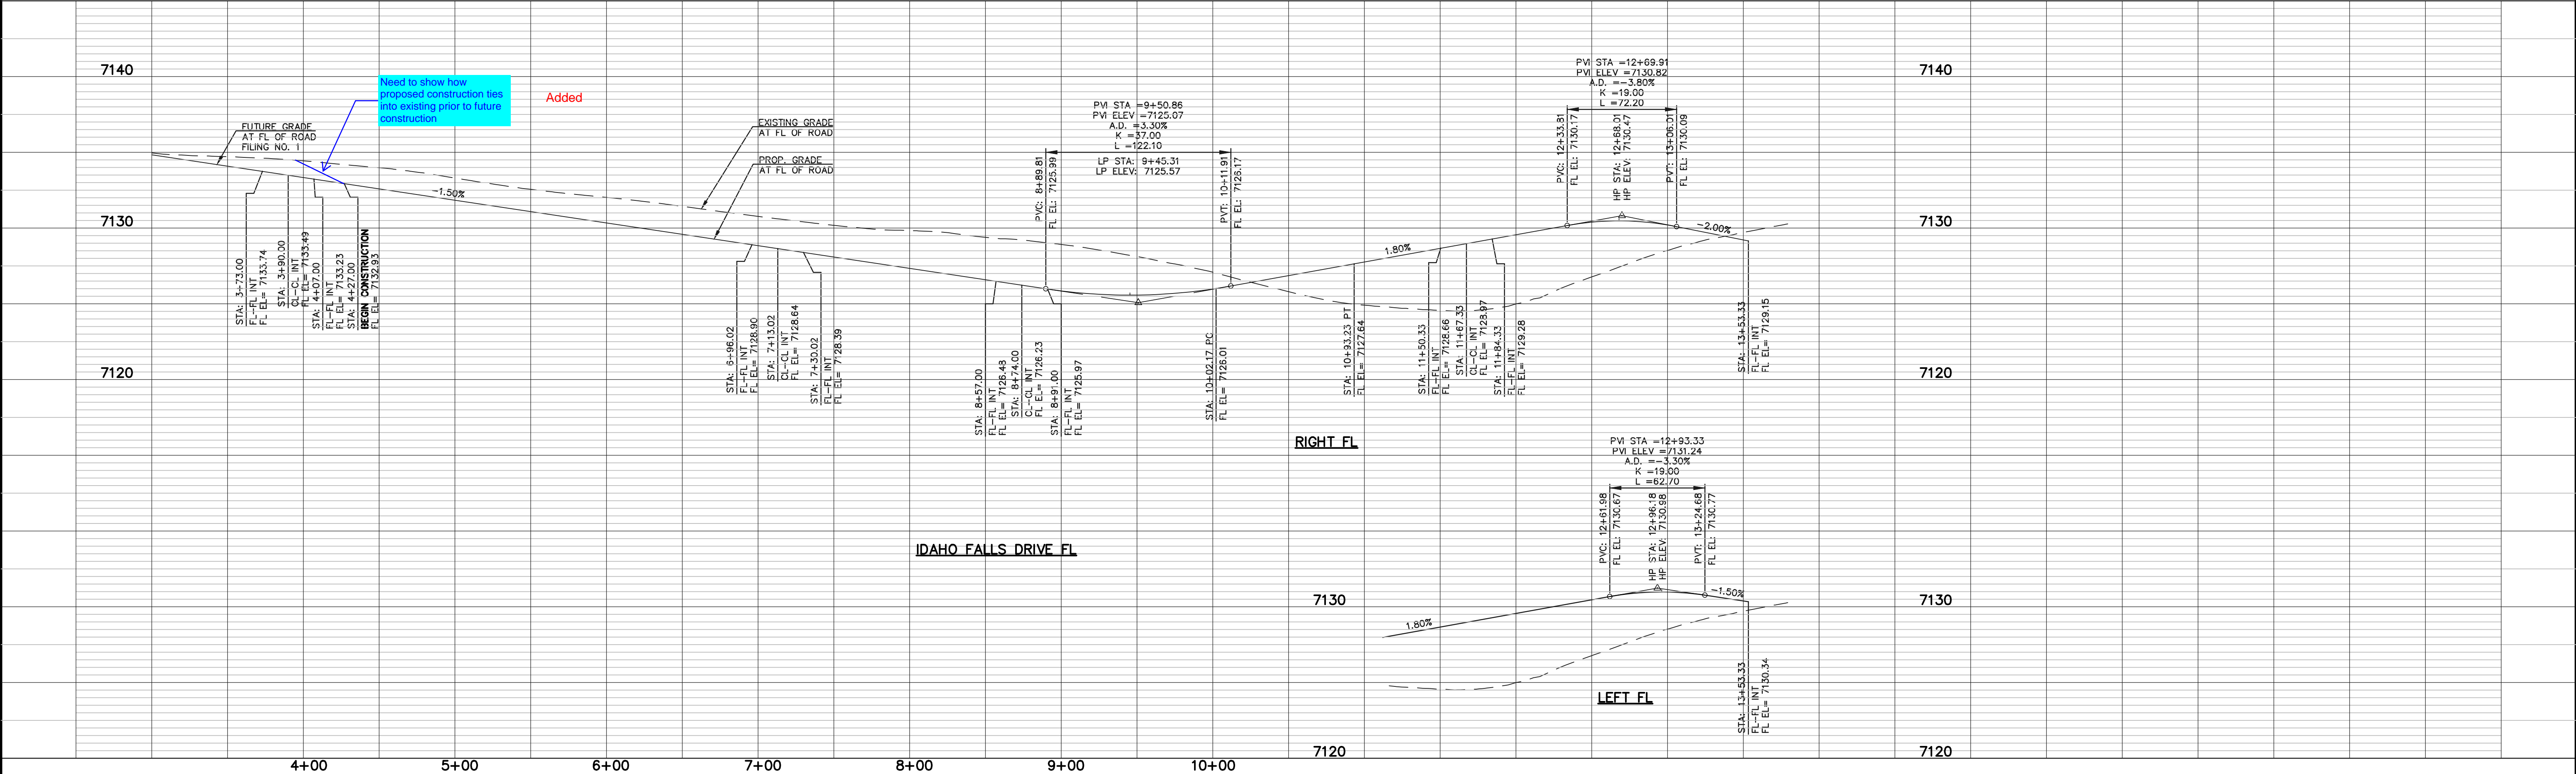 7140
Need to show how
proposed construction ties
into existing prior to future
construction
Added
FUTURE GRADE
AT FL OF ROAD
FILING NO. 1
EXISTING GRADE
AT FL OF ROAD
PROP. GRADE
AT FL OF ROAD
PVI STA =9+50.86
PVI ELEV =7125.07
A.D. =3.30%
K =37.00
L =122.10
LP STA: 9+45.31
LP ELEV: 7125.57
PVC: 8+89.81
FL EL: 7125.99
PVT: 10+11.91
FL EL: 7126.17
PVI STA =12+69.91
PVI ELEV =7130.82
A.D. =-3.80%
K =19.00
L =72.20
PVC: 12+33.81
FL EL: 7130.17
HP STA: 12+68.01
HP ELEV: 7130.47
PVT: 13+06.01
FL EL: 7130.09
7140
7130
-1.50%
1.80%
-2.00%
7130
STA: 3+73.00
FL-FL INT
FL EL= 7133.74
STA: 3+90.00
CL-CL INT
FL EL= 7133.49
STA: 4+07.00
FL-FL INT
FL EL= 7133.23
STA: 4+27.00
BEGIN CONSTRUCTION
FL EL= 7132.93
STA: 6+96.02
FL-FL INT
FL EL= 7128.90
STA: 7+13.02
CL-CL INT
FL EL= 7128.64
STA: 7+30.02
FL-FL INT
FL EL= 7128.39
STA: 8+57.00
FL-FL INT
FL EL= 7126.48
STA: 8+74.00
CL-CL INT
FL EL= 7126.23
STA: 8+91.00
FL-FL INT
FL EL= 7125.97
STA: 10+02.17 PC
FL EL= 7126.01
STA: 10+93.23 PT
FL EL= 7127.64
STA: 11+50.33
FL-FL INT
FL EL= 7128.66
STA: 11+67.33
CL-CL INT
FL EL= 7128.97
STA: 11+84.33
FL-FL INT
FL EL= 7129.28
STA: 13+53.33
FL-FL INT
FL EL= 7129.15
7120
7120
RIGHT FL
PVI STA =12+93.33
PVI ELEV =7131.24
A.D. =-3.30%
K =19.00
L =62.70
PVC: 12+61.98
FL EL: 7130.67
HP STA: 12+96.18
HP ELEV: 7130.98
PVT: 13+24.68
FL EL: 7130.77
IDAHO FALLS DRIVE FL
7130
1.80%
-1.50%
7130
STA: 13+53.33
FL-FL INT
FL EL= 7130.34
LEFT FL
7120
7120
4+00
5+00
6+00
7+00
8+00
9+00
10+00